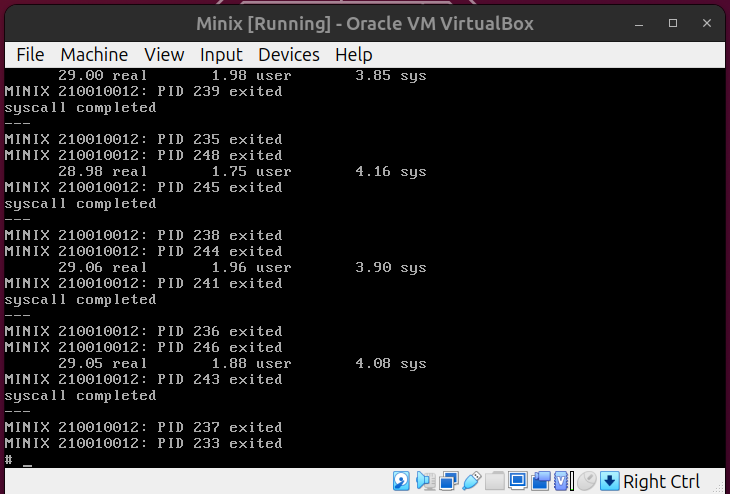 Minix [Running] - Oracle VM VirtualBox
File Machine View Input Devices Help
29.00 real 1.98 user 3.85 sys
MINIX 210010012: PID 239 exited
syscall completed
---
MINIX 210010012: PID 235 exited
MINIX 210010012: PID 248 exited
28.98 real 1.75 user 4.16 sys
MINIX 210010012: PID 245 exited
syscall completed
---
MINIX 210010012: PID 238 exited
MINIX 210010012: PID 244 exited
29.06 real 1.96 user 3.90 sys
MINIX 210010012: PID 241 exited
syscall completed
---
MINIX 210010012: PID 236 exited
MINIX 210010012: PID 246 exited
29.05 real 1.88 user 4.08 sys
MINIX 210010012: PID 243 exited
syscall completed
---
MINIX 210010012: PID 237 exited
MINIX 210010012: PID 233 exited
# _
Right Ctrl